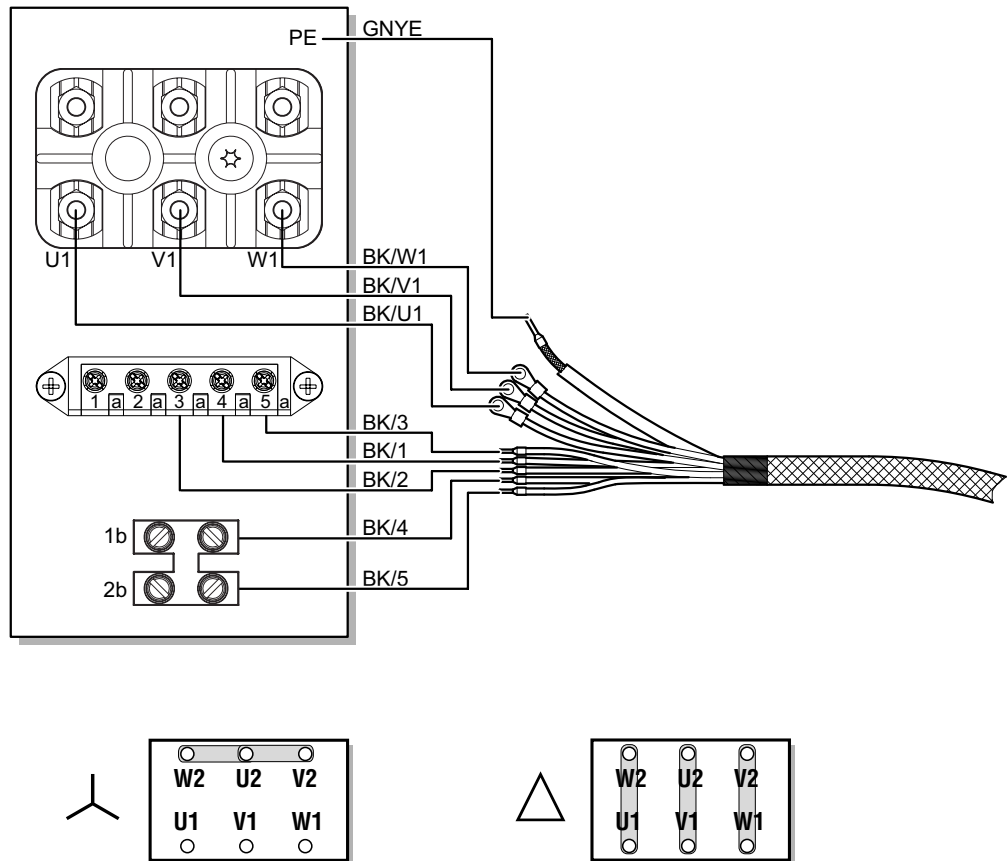 PE GNYE
U1 V1 W1
BK/W1
BK/V1
BK/U1
1 a 2 a 3 a 4 a 5 a
BK/3
BK/1
BK/2
1b
BK/4
2b
BK/5
W2 U2 V2
U1 V1 W1
W2 U2 V2
U1 V1 W1